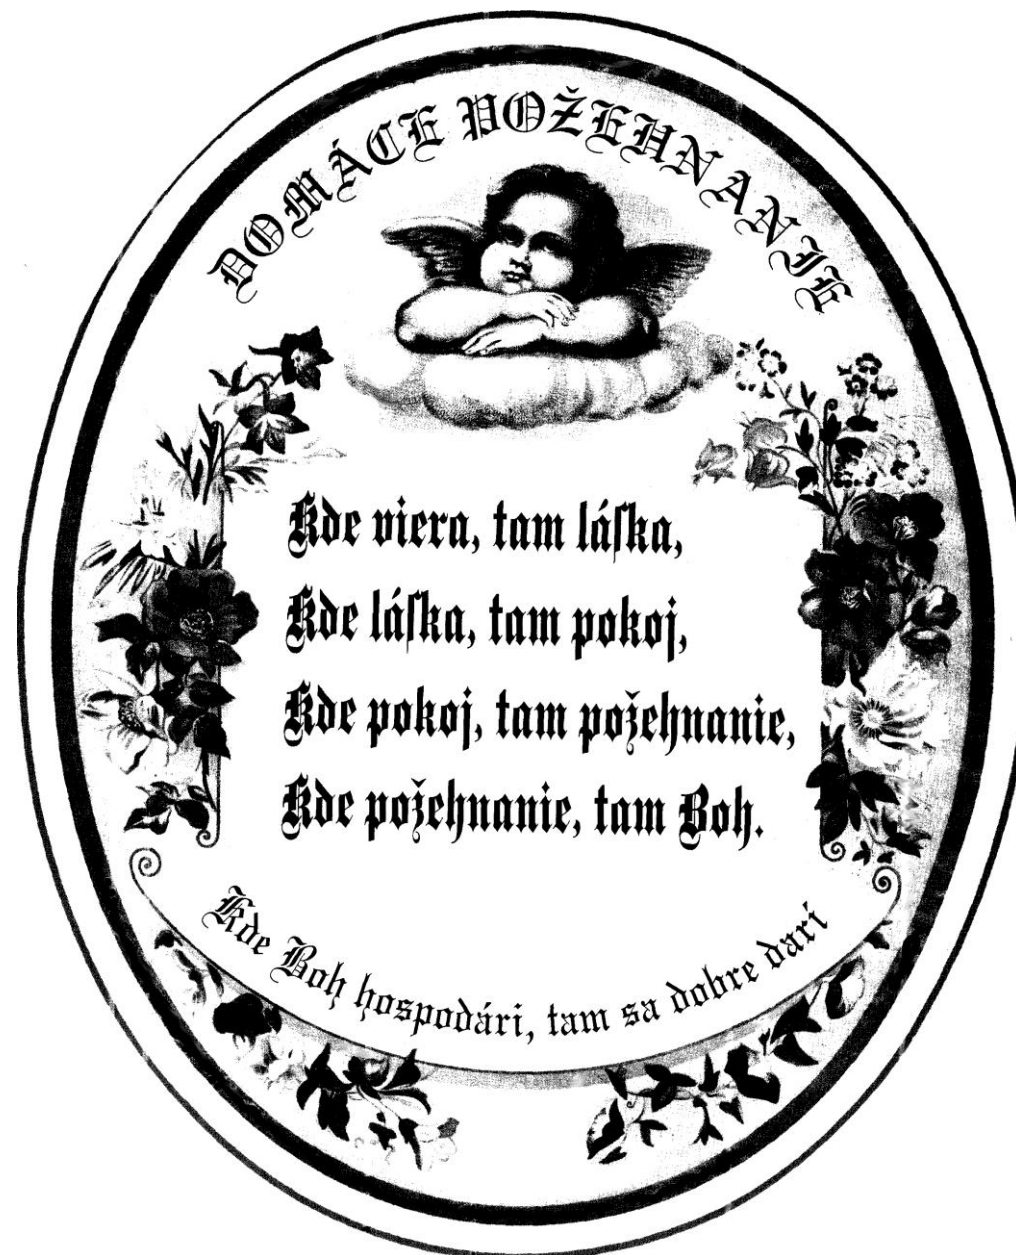 DOMÁCE POŽEHNANIE
Kde viera, tam láſka,
Kde láſka, tam pokoj,
Kde pokoj, tam požehnanie,
Kde požehnanie, tam Boh.
Kde Boh hospodári, tam sa dobre darí